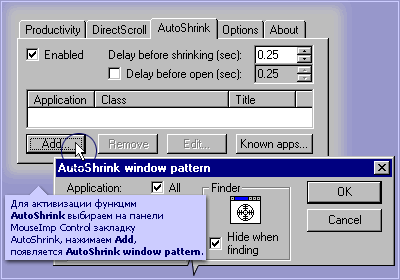 Productivity DirectScroll AutoShrink Options About
Enabled Delay before shrinking (sec): 0.25
Delay before open (sec): 0.25
Application Class Title
Add... Remove Edit... Known apps...
AutoShrink window pattern
Application: All Finder OK
Cancel
Hide when
finding
Для активизации функцмм
AutoShrink выбираем на панели
MouseImp Control закладку
AutoShrink, нажимаем Add,
появляется AutoShrink window pattern.